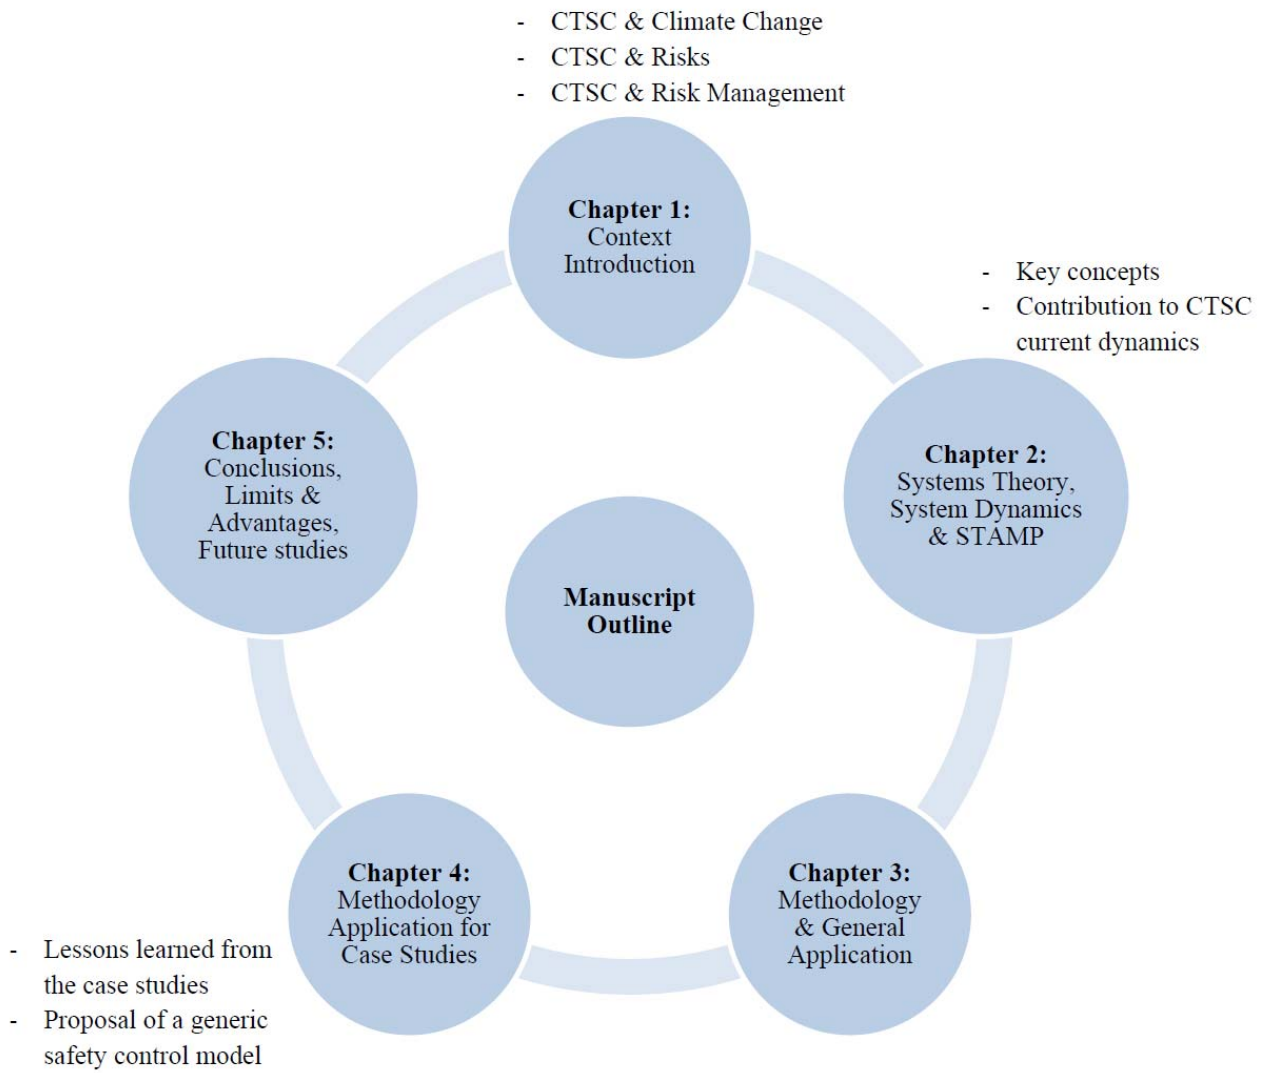 - CTSC & Climate Change
- CTSC & Risks
- CTSC & Risk Management
Chapter 1:
Context
Introduction
- Key concepts
- Contribution to CTSC
current dynamics
Chapter 2:
Systems Theory,
System Dynamics
& STAMP
Chapter 3:
Methodology
& General
Application
Chapter 4:
Methodology
Application for
Case Studies
- Lessons learned from
the case studies
- Proposal of a generic
safety control model
Chapter 5:
Conclusions,
Limits &
Advantages,
Future studies
Manuscript
Outline